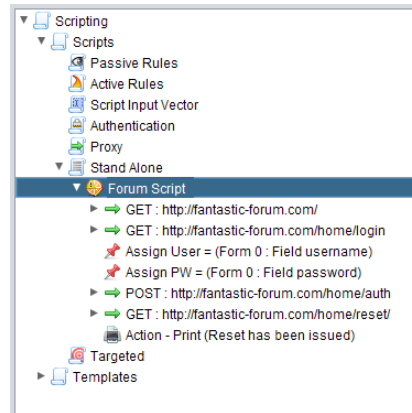 Scripting
Scripts
Passive Rules
Active Rules
Script Input Vector
Authentication
Proxy
Stand Alone
Forum Script
GET : http://fantastic-forum.com/
GET : http://fantastic-forum.com/home/login
Assign User = (Form 0 : Field username)
Assign PW = (Form 0 : Field password)
POST : http://fantastic-forum.com/home/auth
GET : http://fantastic-forum.com/home/reset/
Action - Print (Reset has been issued)
Targeted
Templates